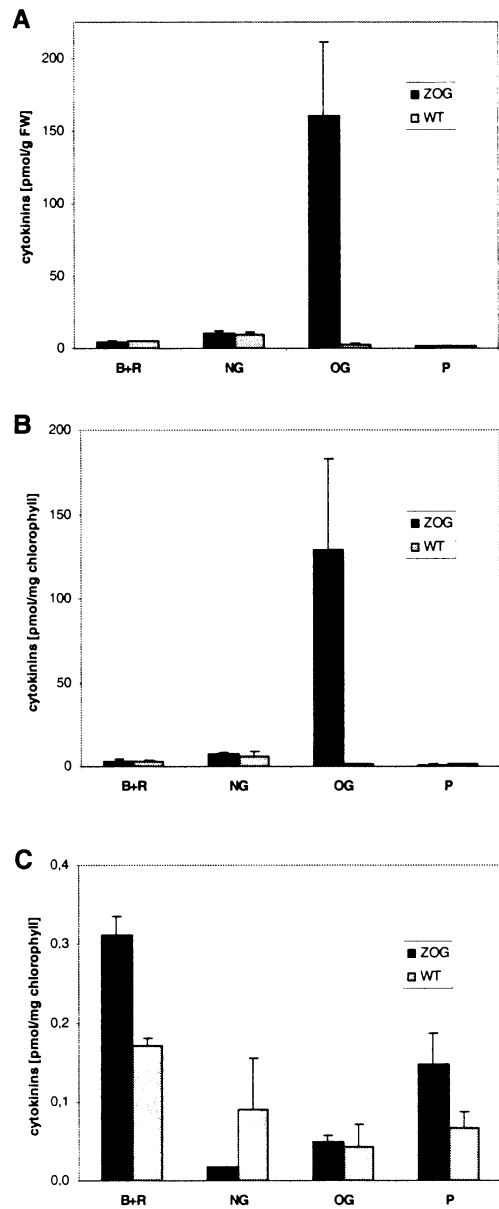 A
cytokinins [pmol/g FW]
200
150
100
50
0
ZOG
WT
B+R NG OG P
B
cytokinins [pmol/mg chlorophyll]
200
150
100
50
0
ZOG
WT
B+R NG OG P
C
cytokinins [pmol/mg chlorophyll]
0,4
0,3
0,2
0,1
0,0
ZOG
WT
B+R NG OG P